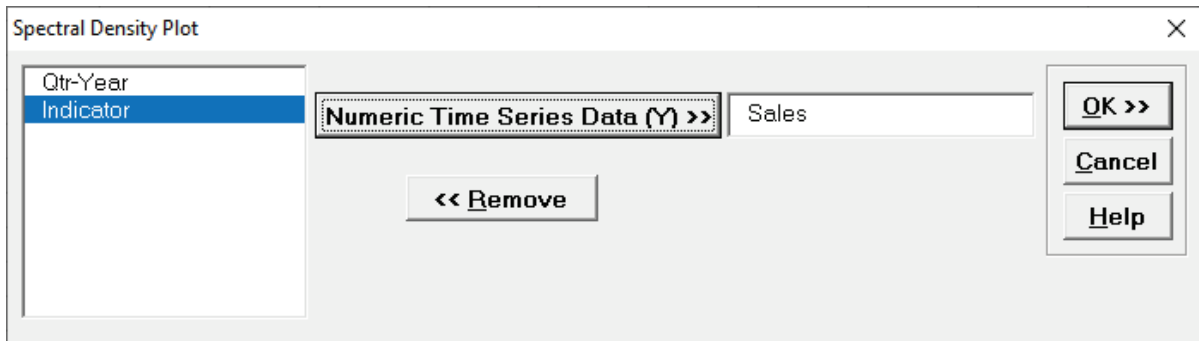 Spectral Density Plot
Qtr-Year
Indicator
Numeric Time Series Data (Y) >>
Sales
<< Remove
OK >>
Cancel
Help